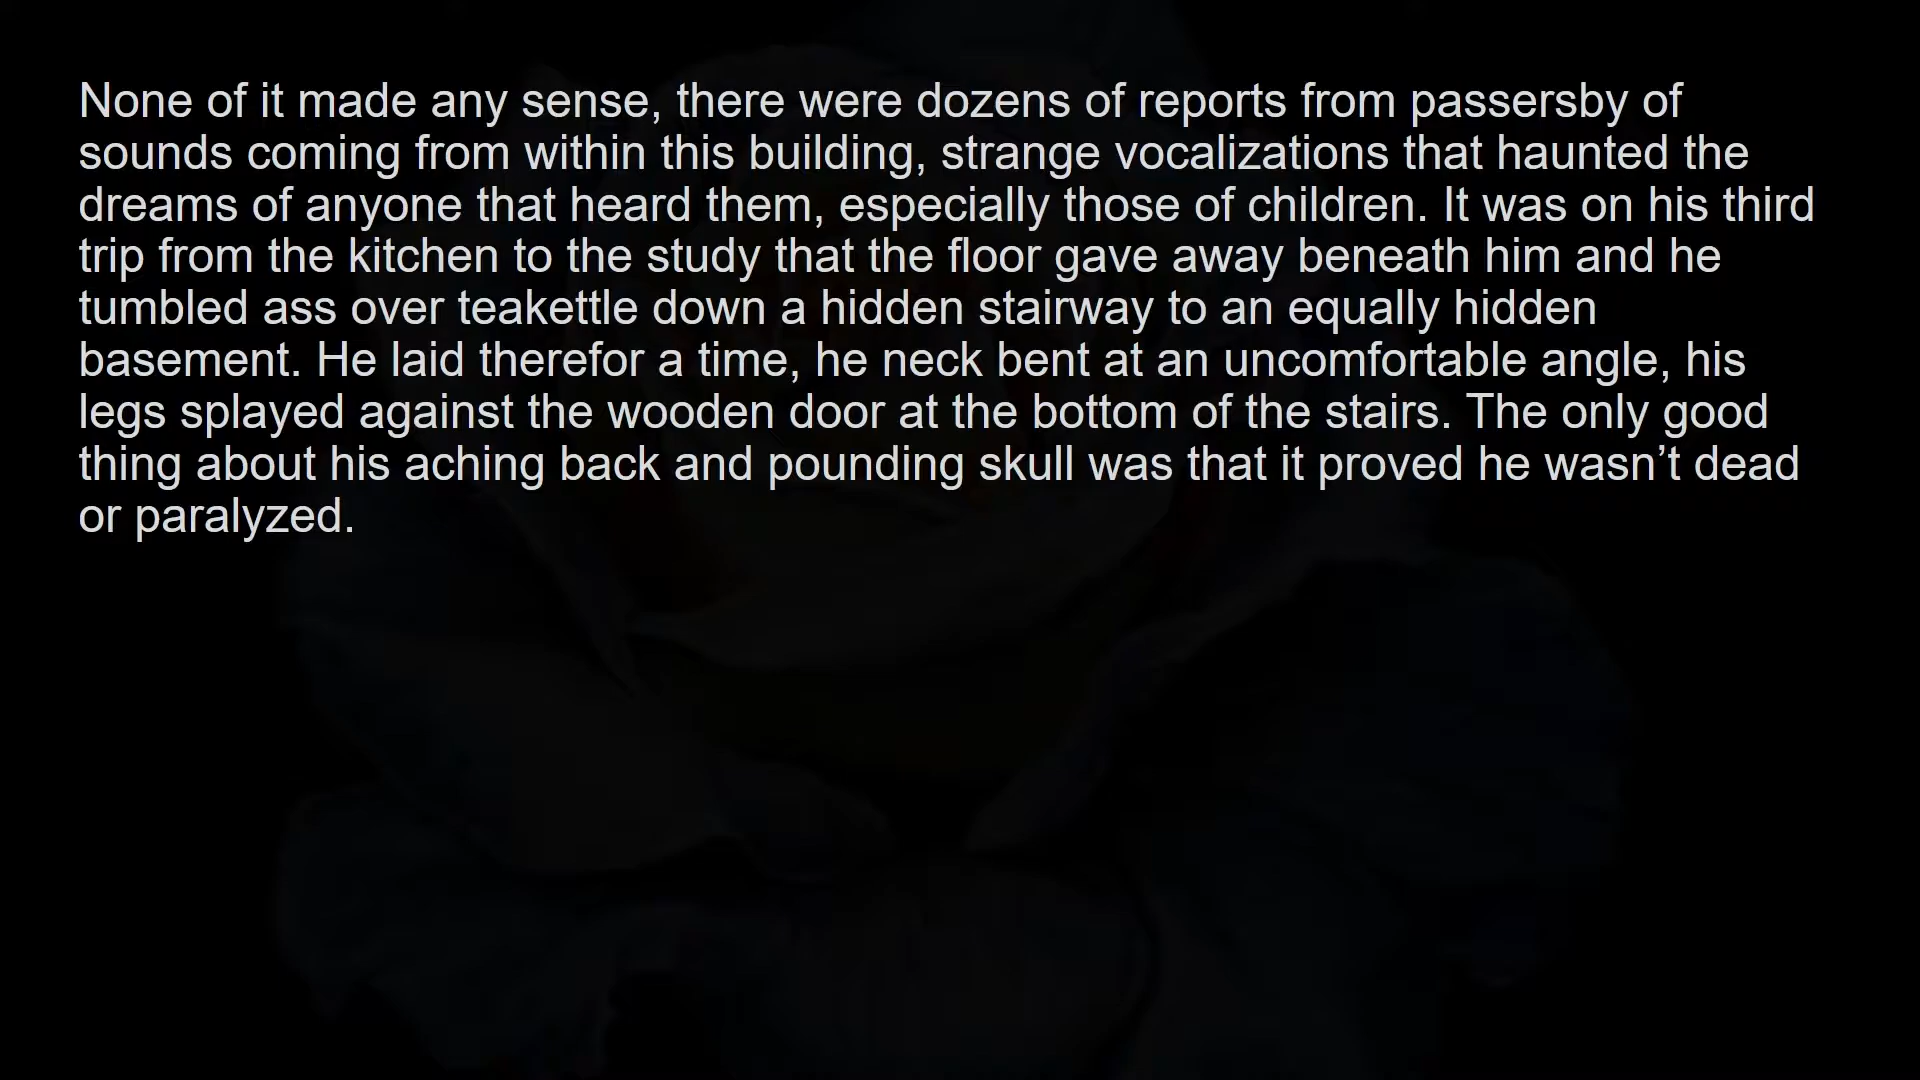 None of it made any sense, there were dozens of reports from passersby of
sounds coming from within this building, strange vocalizations that haunted the
dreams of anyone that heard them, especially those of children. It was on his third
trip from the kitchen to the study that the floor gave away beneath him and he
tumbled ass over teakettle down a hidden stairway to an equally hidden
basement. He laid therefor a time, he neck bent at an uncomfortable angle, his
legs splayed against the wooden door at the bottom of the stairs. The only good
thing about his aching back and pounding skull was that it proved he wasn’t dead
or paralyzed.